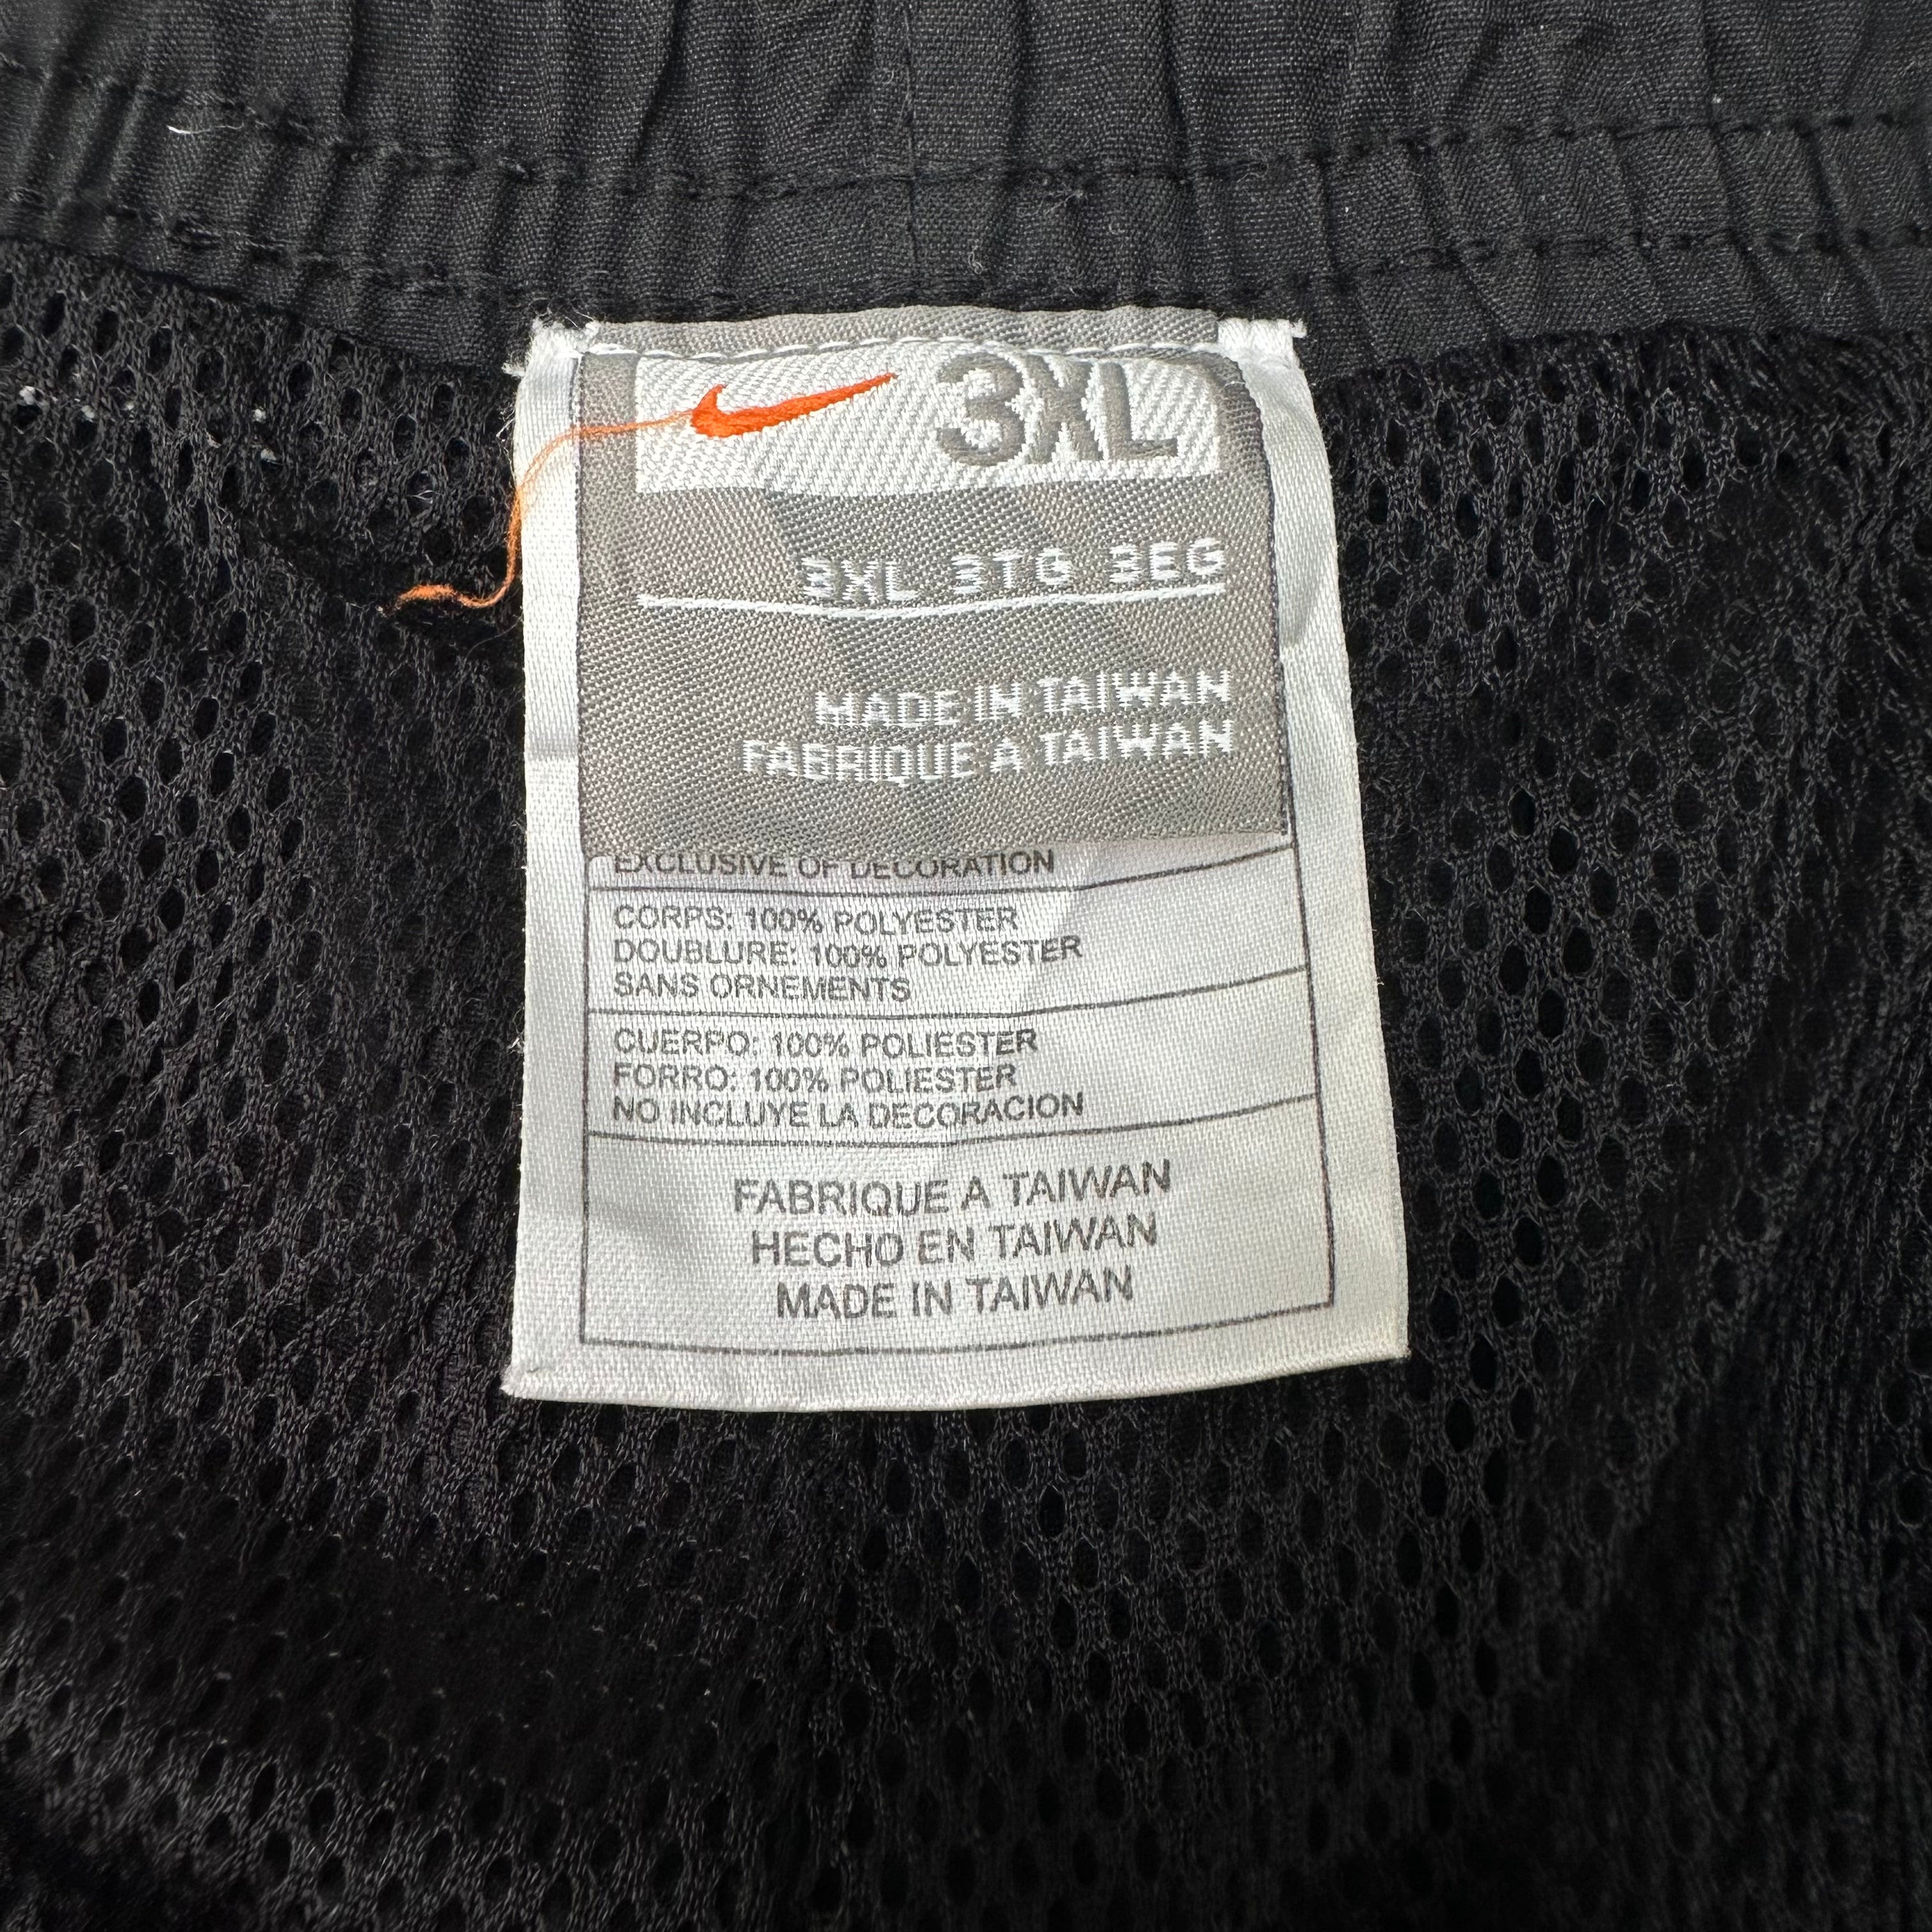 3XL
3XL 3TG 3EG
MADE IN TAIWAN
FABRIQUE A TAIWAN
EXCLUSIVE OF DECORATION
CORPS: 100% POLYESTER
DOUBLURE: 100% POLYESTER
SANS ORNEMENTS
CUERPO: 100% POLIESTER
FORRO: 100% POLIESTER
NO INCLUYE LA DECORACION
FABRIQUE A TAIWAN
HECHO EN TAIWAN
MADE IN TAIWAN